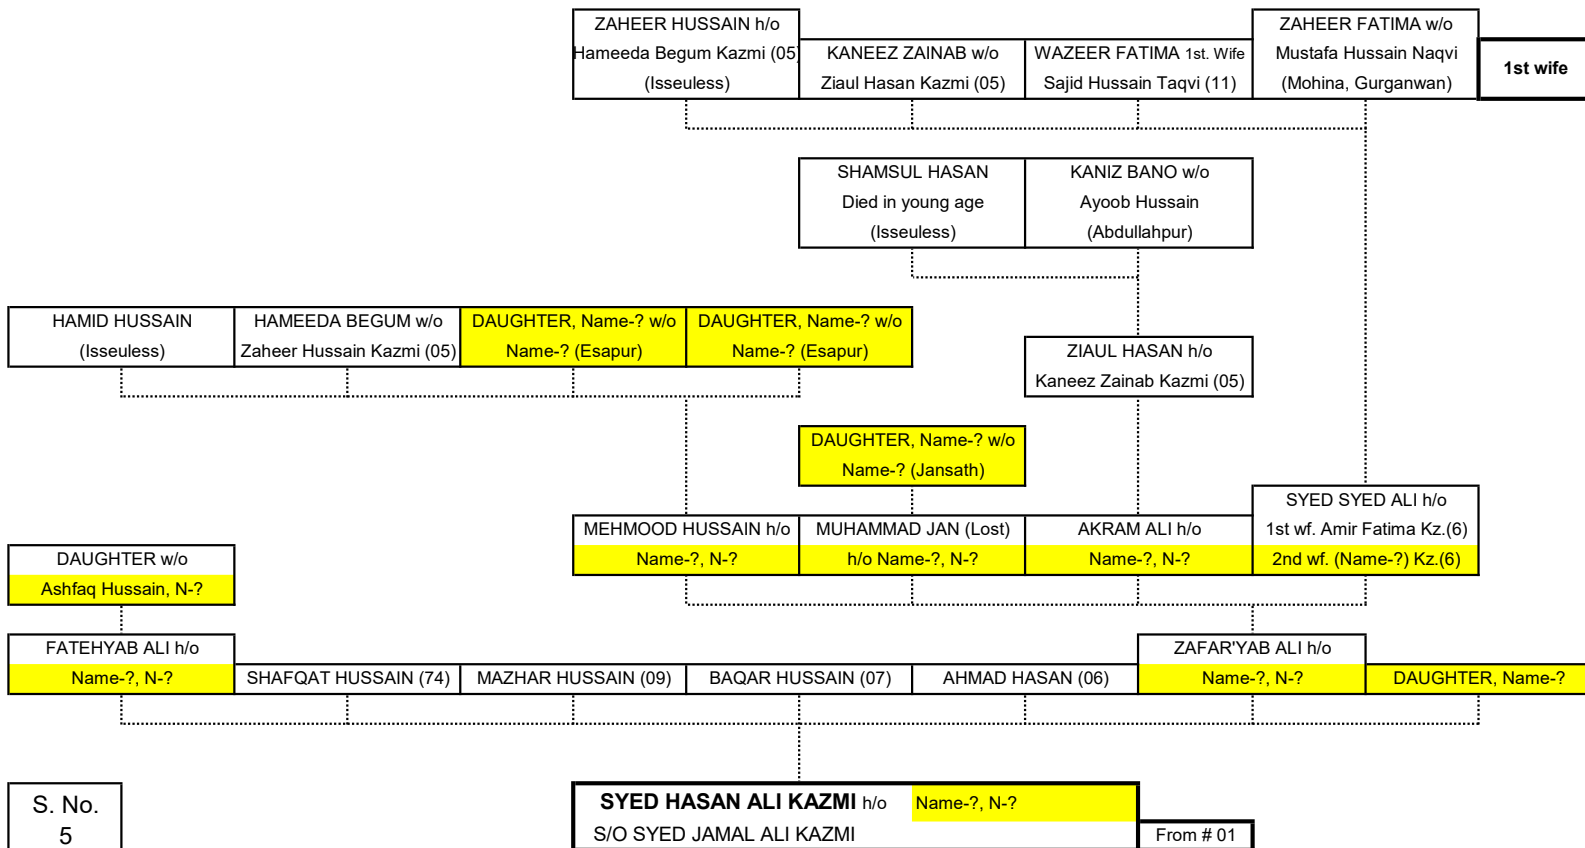 ZAHEER HUSSAIN h/o
Hameeda Begum Kazmi (05)
(Isseuless)
KANEEZ ZAINAB w/o
Ziaul Hasan Kazmi (05)
WAZEER FATIMA 1st. Wife
Sajid Hussain Taqvi (11)
ZAHEER FATIMA w/o
Mustafa Hussain Naqvi
(Mohina, Gurganwan)
1st wife
SHAMSUL HASAN
Died in young age
(Isseuless)
KANIZ BANO w/o
Ayoob Hussain
(Abdullahpur)
HAMID HUSSAIN
(Isseuless)
HAMEEDA BEGUM w/o
Zaheer Hussain Kazmi (05)
DAUGHTER, Name-? w/o
Name-? (Esapur)
DAUGHTER, Name-? w/o
Name-? (Esapur)
ZIAUL HASAN h/o
Kaneez Zainab Kazmi (05)
DAUGHTER, Name-? w/o
Name-? (Jansath)
MEHMOOD HUSSAIN h/o
Name-?, N-?
MUHAMMAD JAN (Lost)
h/o Name-?, N-?
AKRAM ALI h/o
Name-?, N-?
SYED SYED ALI h/o
1st wf. Amir Fatima Kz.(6)
2nd wf. (Name-?) Kz.(6)
DAUGHTER w/o
Ashfaq Hussain, N-?
FATEHYAB ALI h/o
Name-?, N-?
SHAFQAT HUSSAIN (74)
MAZHAR HUSSAIN (09)
BAQAR HUSSAIN (07)
AHMAD HASAN (06)
ZAFAR'YAB ALI h/o
Name-?, N-?
DAUGHTER, Name-?
S. No.
5
SYED HASAN ALI KAZMI h/o Name-?, N-?
S/O SYED JAMAL ALI KAZMI
From # 01